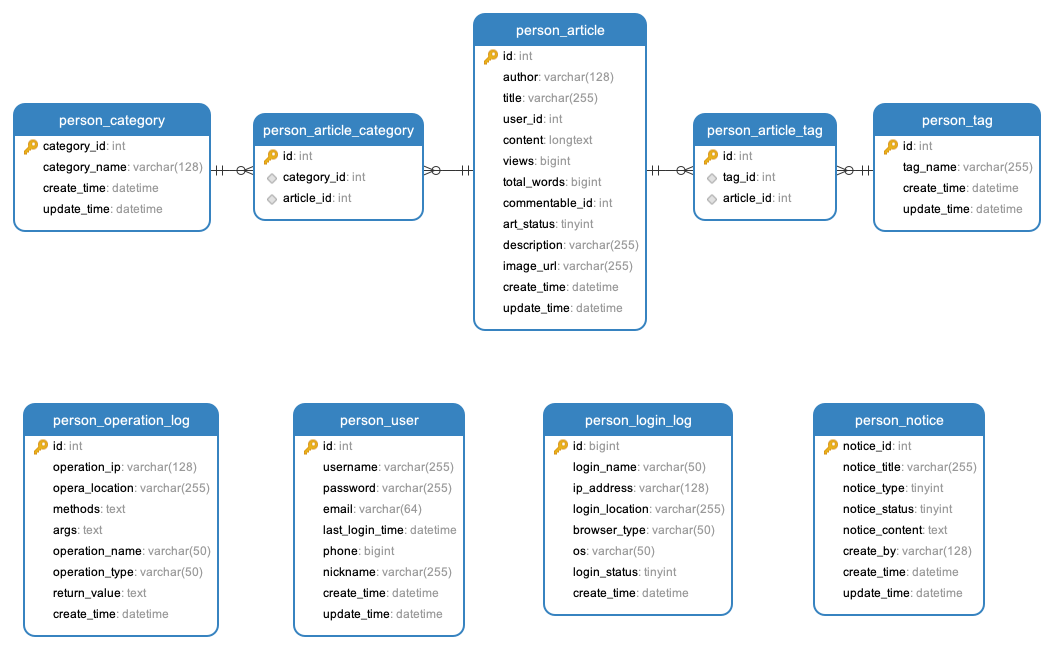 person_article
id: int
author: varchar(128)
title: varchar(255)
user_id: int
content: longtext
views: bigint
total_words: bigint
commentable_id: int
art_status: tinyint
description: varchar(255)
image_url: varchar(255)
create_time: datetime
update_time: datetime
person_category
category_id: int
category_name: varchar(128)
create_time: datetime
update_time: datetime
person_article_category
id: int
category_id: int
article_id: int
person_article_tag
id: int
tag_id: int
article_id: int
person_tag
id: int
tag_name: varchar(255)
create_time: datetime
update_time: datetime
person_operation_log
id: int
operation_ip: varchar(128)
opera_location: varchar(255)
methods: text
args: text
operation_name: varchar(50)
operation_type: varchar(50)
return_value: text
create_time: datetime
person_user
id: int
username: varchar(255)
password: varchar(255)
email: varchar(64)
last_login_time: datetime
phone: bigint
nickname: varchar(255)
create_time: datetime
update_time: datetime
person_login_log
id: bigint
login_name: varchar(50)
ip_address: varchar(128)
login_location: varchar(255)
browser_type: varchar(50)
os: varchar(50)
login_status: tinyint
create_time: datetime
person_notice
notice_id: int
notice_title: varchar(255)
notice_type: tinyint
notice_status: tinyint
notice_content: text
create_by: varchar(128)
create_time: datetime
update_time: datetime